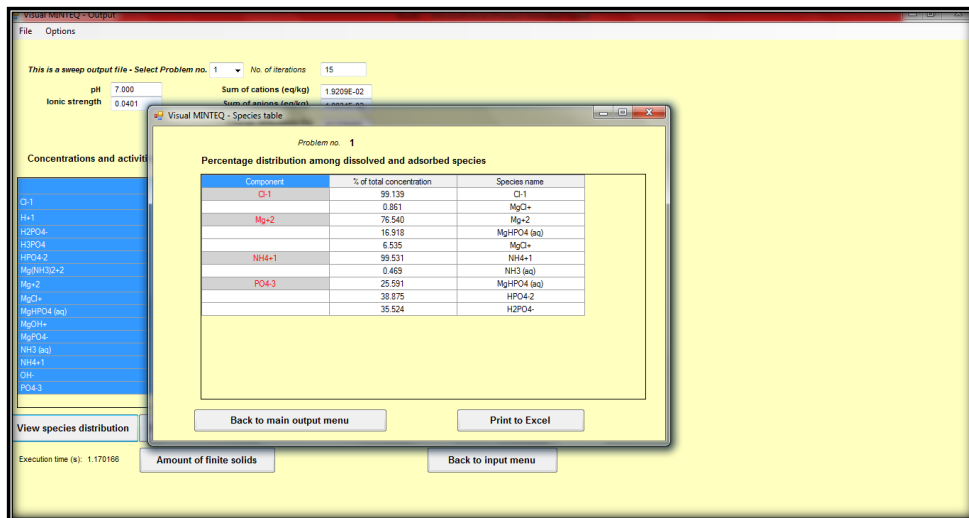 Visual MINTEQ - Output
File Options
This is a sweep output file - Select Problem no. 1 No. of iterations 15
pH 7.000 Sum of cations (eq/kg) 1.9209E-02
Ionic strength 0.0401 Sum of anions (eq/kg)
Visual MINTEQ - Species table
Problem no. 1
Concentrations and activiti
Percentage distribution among dissolved and adsorbed species
Component % of total concentration Species name
Cl-1 99.139 Cl-1
0.861 MgCl+
Mg+2 76.540 Mg+2
16.918 MgHPO4 (aq)
6.535 MgCl+
NH4+1 99.531 NH4+1
0.469 NH3 (aq)
PO4-3 25.591 MgHPO4 (aq)
38.875 HPO4-2
35.524 H2PO4-
Cl-1
H+1
H2PO4-
H3PO4
HPO4-2
Mg(NH3)2+2
Mg+2
MgCl+
MgHPO4 (aq)
MgOH+
MgPO4-
NH3 (aq)
NH4+1
OH-
PO4-3
Back to main output menu Print to Excel
View species distribution
Execution time (s): 1.170166 Amount of finite solids Back to input menu